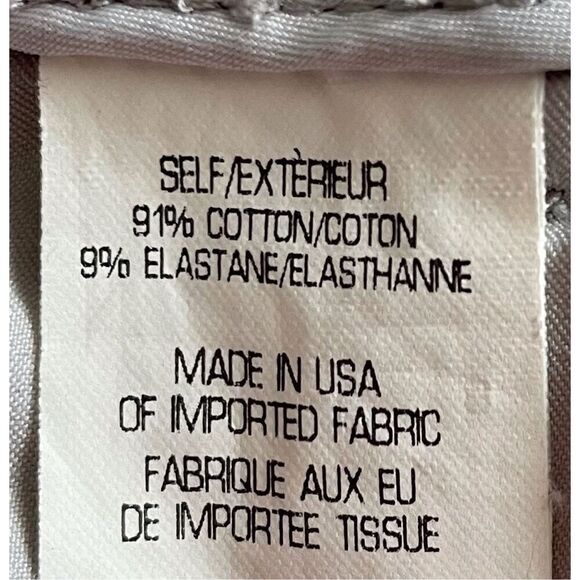 SELF/EXTÈRIEUR
91% COTTON/COTON
9% ELASTANE/ELASTHANNE
MADE IN USA
OF IMPORTED FABRIC
FABRIQUE AUX EU
DE IMPORTEE TISSUE